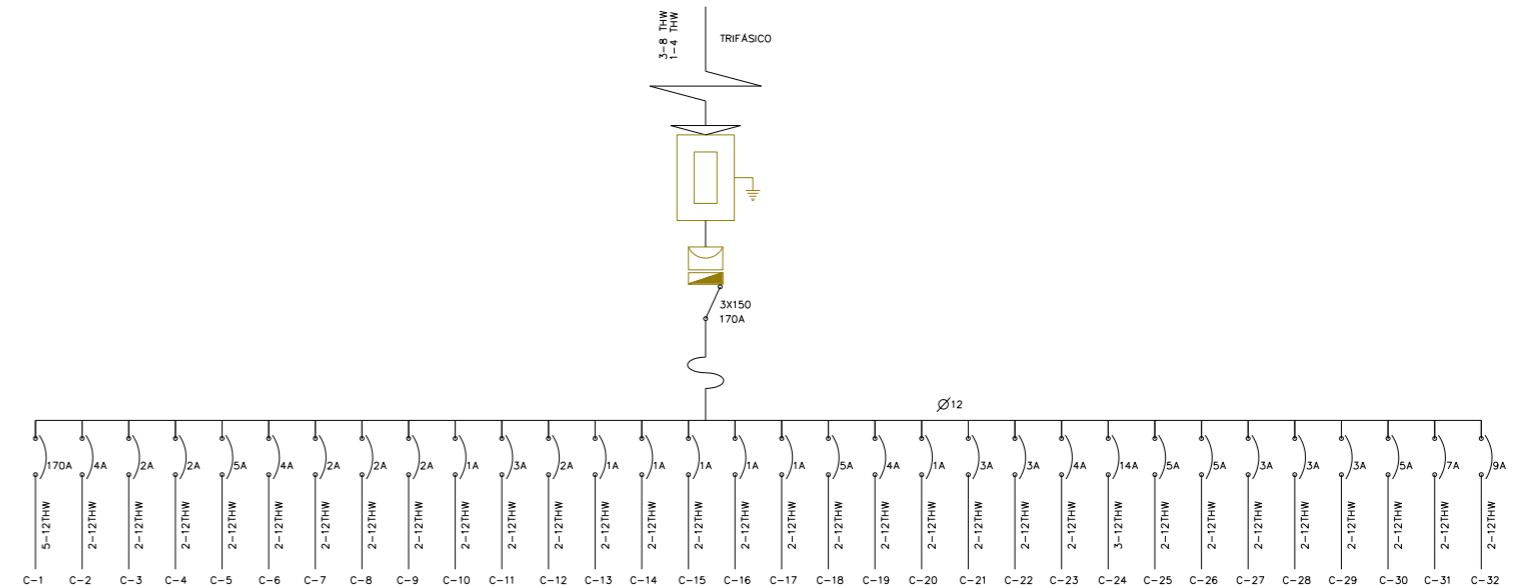 3-8 THW
1-4 THW
TRIFÁSICO
3X150
170A
Ø12
170A 4A 2A 2A 5A 4A 2A 2A 2A 1A 3A 2A 1A 1A 1A 1A 1A 5A 4A 1A 3A 3A 4A 14A 5A 5A 3A 3A 3A 5A 7A 9A
5-12THW 2-12THW 2-12THW 2-12THW 2-12THW 2-12THW 2-12THW 2-12THW 2-12THW 2-12THW 2-12THW 2-12THW 2-12THW 2-12THW 2-12THW 2-12THW 2-12THW 2-12THW 2-12THW 2-12THW 2-12THW 2-12THW 2-12THW 3-12THW 2-12THW 2-12THW 2-12THW 2-12THW 2-12THW 2-12THW 2-12THW 2-12THW
C-1 C-2 C-3 C-4 C-5 C-6 C-7 C-8 C-9 C-10 C-11 C-12 C-13 C-14 C-15 C-16 C-17 C-18 C-19 C-20 C-21 C-22 C-23 C-24 C-25 C-26 C-27 C-28 C-29 C-30 C-31 C-32